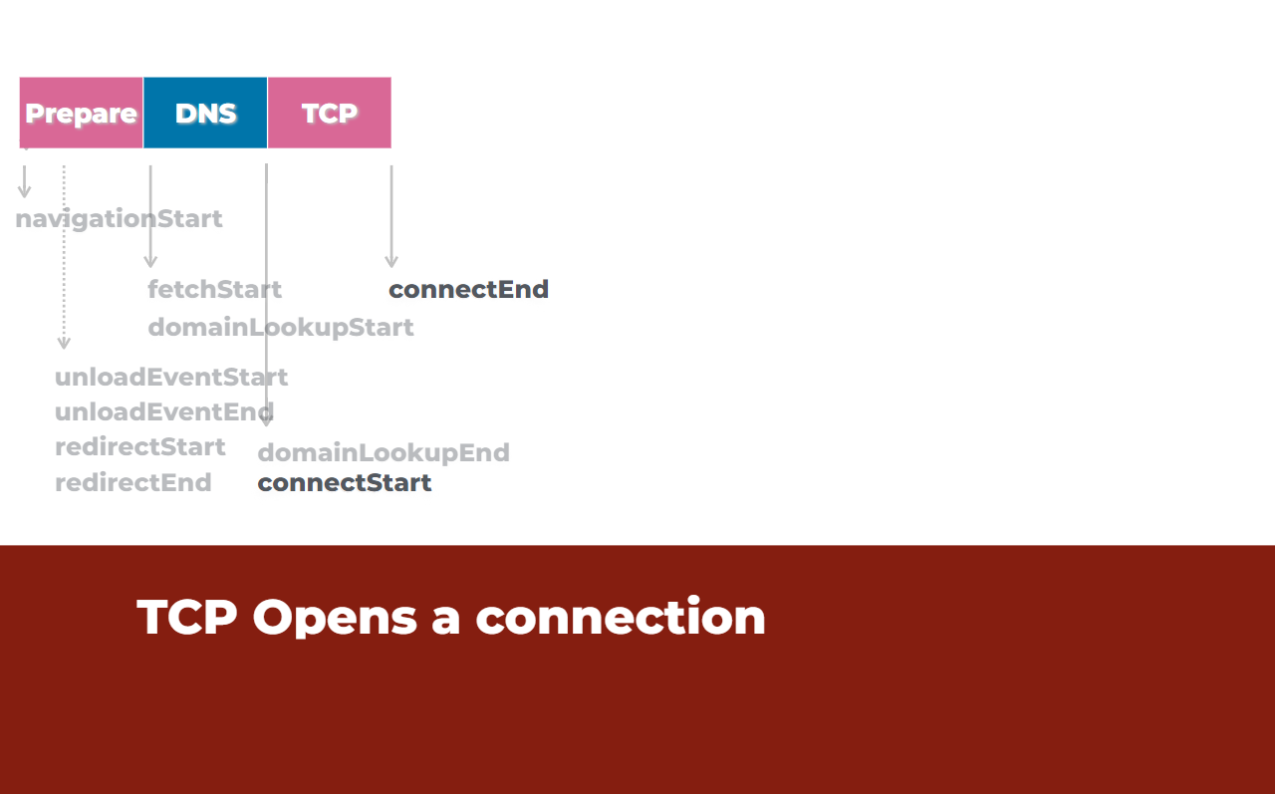 Prepare DNS TCP
navigationStart
fetchStart connectEnd
domainLookupStart
unloadEventStart
unloadEventEnd
redirectStart domainLookupEnd
redirectEnd connectStart
TCP Opens a connection